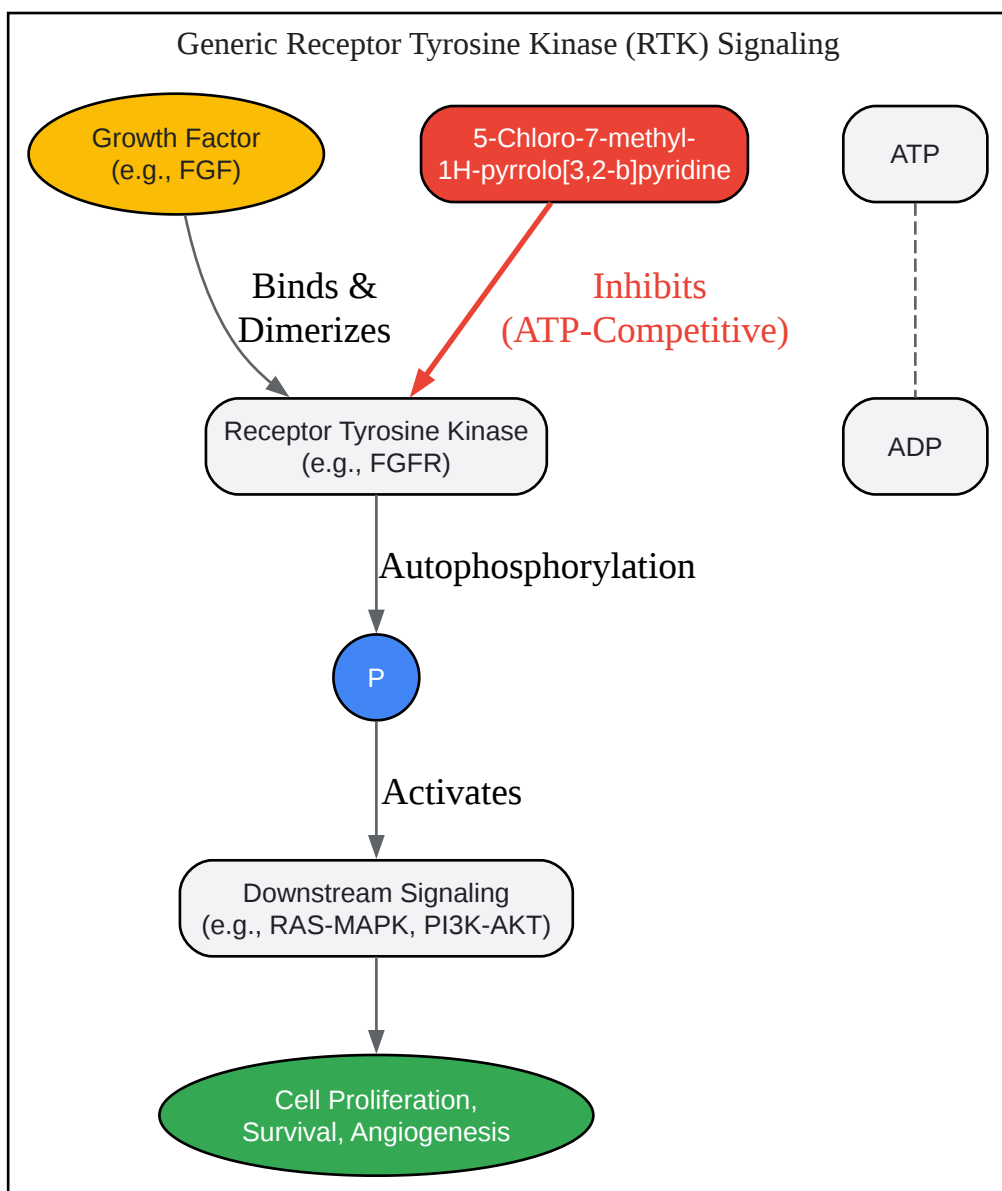 Generic Receptor Tyrosine Kinase (RTK) Signaling
Growth Factor
(e.g., FGF)
5-Chloro-7-methyl-
1H-pyrrolo[3,2-b]pyridine
ATP
Binds &
Dimerizes
Inhibits
(ATP-Competitive)
Receptor Tyrosine Kinase
(e.g., FGFR)
ADP
Autophosphorylation
P
Activates
Downstream Signaling
(e.g., RAS-MAPK, PI3K-AKT)
Cell Proliferation,
Survival, Angiogenesis